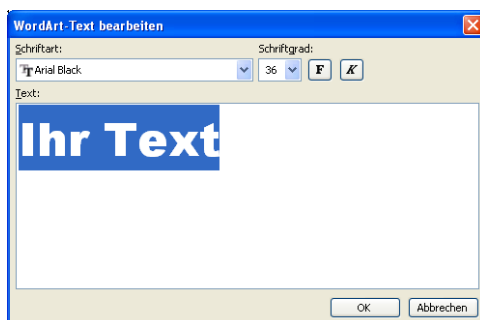 WordArt-Text bearbeiten
Schriftart: Schriftgrad:
Arial Black 36 F K
Text:
Ihr Text
OK Abbrechen